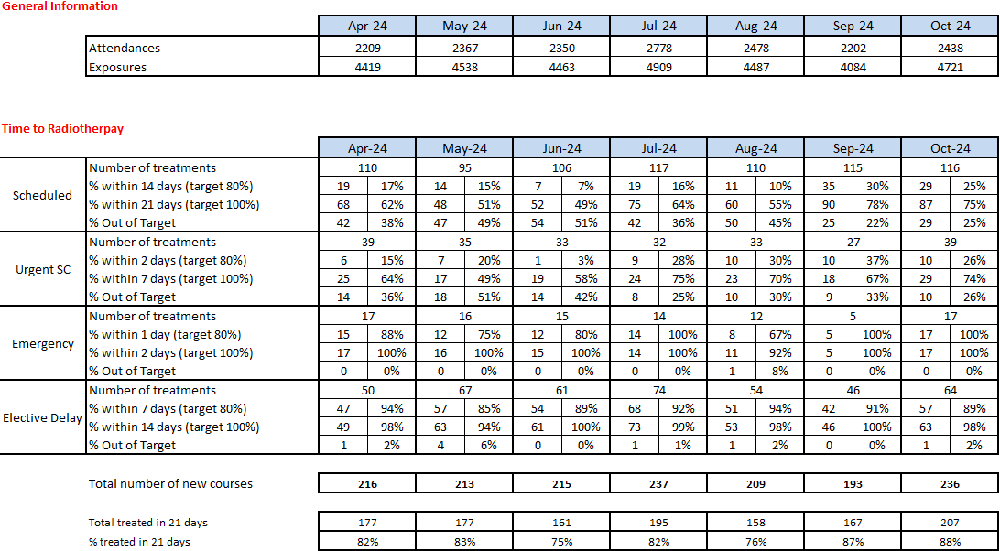 General Information
Apr-24 May-24 Jun-24 Jul-24 Aug-24 Sep-24 Oct-24
Attendances 2209 2367 2350 2778 2478 2202 2438
Exposures 4419 4538 4463 4909 4487 4084 4721
Time to Radiotherpay
Apr-24 May-24 Jun-24 Jul-24 Aug-24 Sep-24 Oct-24
Number of treatments 110 95 106 117 110 115 116
Scheduled
% within 14 days (target 80%) 19 17% 14 15% 7 7% 19 16% 11 10% 35 30% 29 25%
% within 21 days (target 100%) 68 62% 48 51% 52 49% 75 64% 60 55% 90 78% 87 75%
% Out of Target 42 38% 47 49% 54 51% 42 36% 50 45% 25 22% 29 25%
Number of treatments 39 35 33 32 33 27 39
Urgent SC
% within 2 days (target 80%) 6 15% 7 20% 1 3% 9 28% 10 30% 10 37% 10 26%
% within 7 days (target 100%) 25 64% 17 49% 19 58% 24 75% 23 70% 18 67% 29 74%
% Out of Target 14 36% 18 51% 14 42% 8 25% 10 30% 9 33% 10 26%
Number of treatments 17 16 15 14 12 5 17
Emergency
% within 1 day (target 80%) 15 88% 12 75% 12 80% 14 100% 8 67% 5 100% 17 100%
% within 2 days (target 100%) 17 100% 16 100% 15 100% 14 100% 11 92% 5 100% 17 100%
% Out of Target 0 0% 0 0% 0 0% 0 0% 1 8% 0 0% 0 0%
Number of treatments 50 67 61 74 54 46 64
Elective Delay
% within 7 days (target 80%) 47 94% 57 85% 54 89% 68 92% 51 94% 42 91% 57 89%
% within 14 days (target 100%) 49 98% 63 94% 61 100% 73 99% 53 98% 46 100% 63 98%
% Out of Target 1 2% 4 6% 0 0% 1 1% 1 2% 0 0% 1 2%
Total number of new courses 216 213 215 237 209 193 236
Total treated in 21 days 177 177 161 195 158 167 207
% treated in 21 days 82% 83% 75% 82% 76% 87% 88%